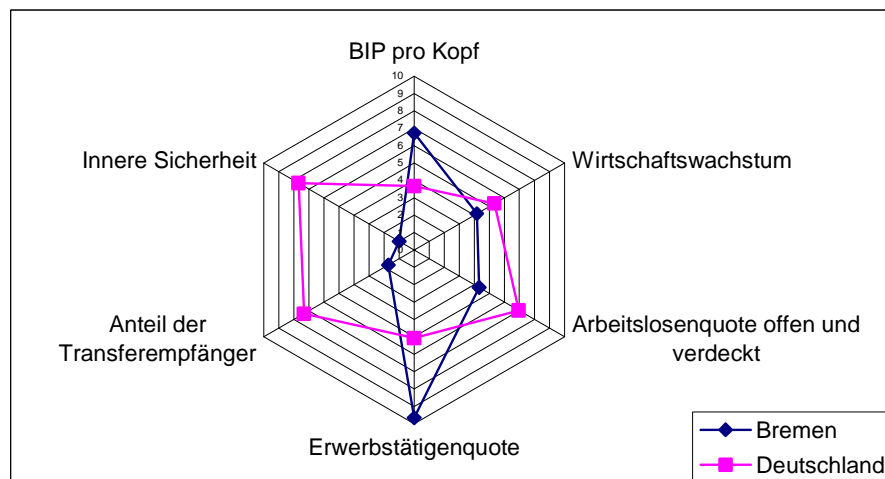 BIP pro Kopf
10
9
8
7
6
5
4
3
2
1
0
Innere Sicherheit
Wirtschaftswachstum
Anteil der
Transferempfänger
Arbeitslosenquote offen und
verdeckt
Erwerbstätigenquote
Bremen
Deutschland